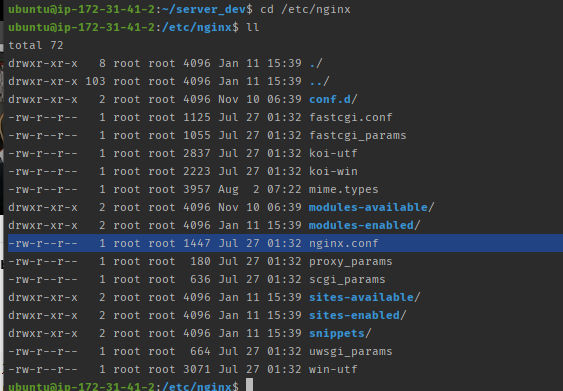 ubuntu@ip-172-31-41-2:~/server_dev$ cd /etc/nginx
ubuntu@ip-172-31-41-2:/etc/nginx$ ll
total 72
drwxr-xr-x   8 root root 4096 Jan 11 15:39 ./
drwxr-xr-x 103 root root 4096 Jan 11 15:39 ../
drwxr-xr-x   2 root root 4096 Nov 10 06:39 conf.d/
-rw-r--r--   1 root root 1125 Jul 27 01:32 fastcgi.conf
-rw-r--r--   1 root root 1055 Jul 27 01:32 fastcgi_params
-rw-r--r--   1 root root 2837 Jul 27 01:32 koi-utf
-rw-r--r--   1 root root 2223 Jul 27 01:32 koi-win
-rw-r--r--   1 root root 3957 Aug  2 07:22 mime.types
drwxr-xr-x   2 root root 4096 Nov 10 06:39 modules-available/
drwxr-xr-x   2 root root 4096 Jan 11 15:39 modules-enabled/
-rw-r--r--   1 root root 1447 Jul 27 01:32 nginx.conf
-rw-r--r--   1 root root  180 Jul 27 01:32 proxy_params
-rw-r--r--   1 root root  636 Jul 27 01:32 scgi_params
drwxr-xr-x   2 root root 4096 Jan 11 15:39 sites-available/
drwxr-xr-x   2 root root 4096 Jan 11 15:39 sites-enabled/
drwxr-xr-x   2 root root 4096 Jan 11 15:39 snippets/
-rw-r--r--   1 root root  664 Jul 27 01:32 uwsgi_params
-rw-r--r--   1 root root 3071 Jul 27 01:32 win-utf
ubuntu@ip-172-31-41-2:/etc/nginx$